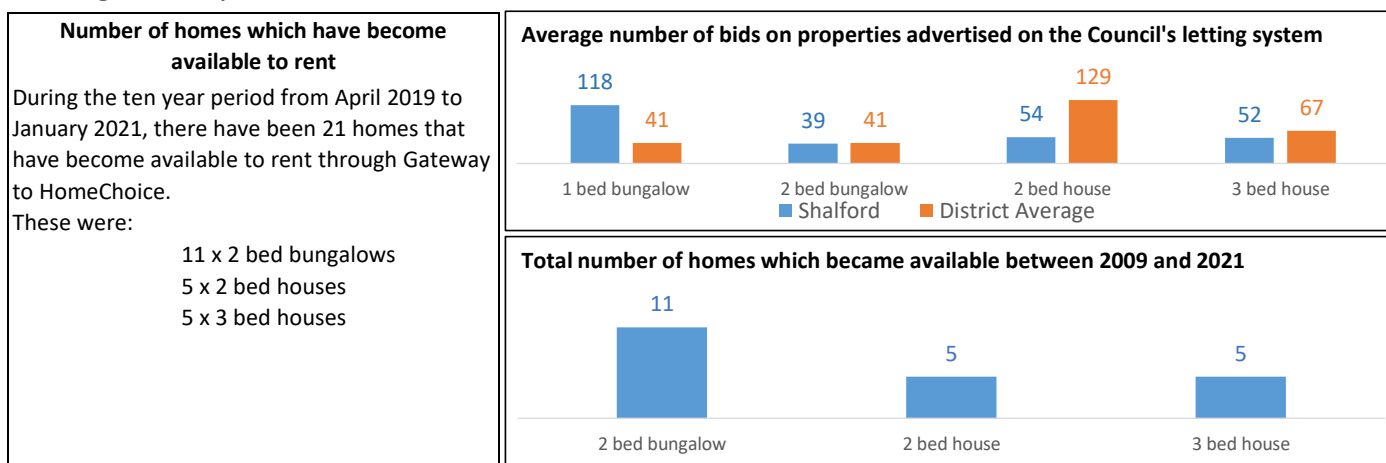 Number of homes which have become
available to rent
During the ten year period from April 2019 to
January 2021, there have been 21 homes that
have become available to rent through Gateway
to HomeChoice.
These were:
11 x 2 bed bungalows
5 x 2 bed houses
5 x 3 bed houses
Average number of bids on properties advertised on the Council's letting system
118 41 39 41 54 129 52 67
1 bed bungalow 2 bed bungalow 2 bed house 3 bed house
Shalford District Average
Total number of homes which became available between 2009 and 2021
11 5 5
2 bed bungalow 2 bed house 3 bed house